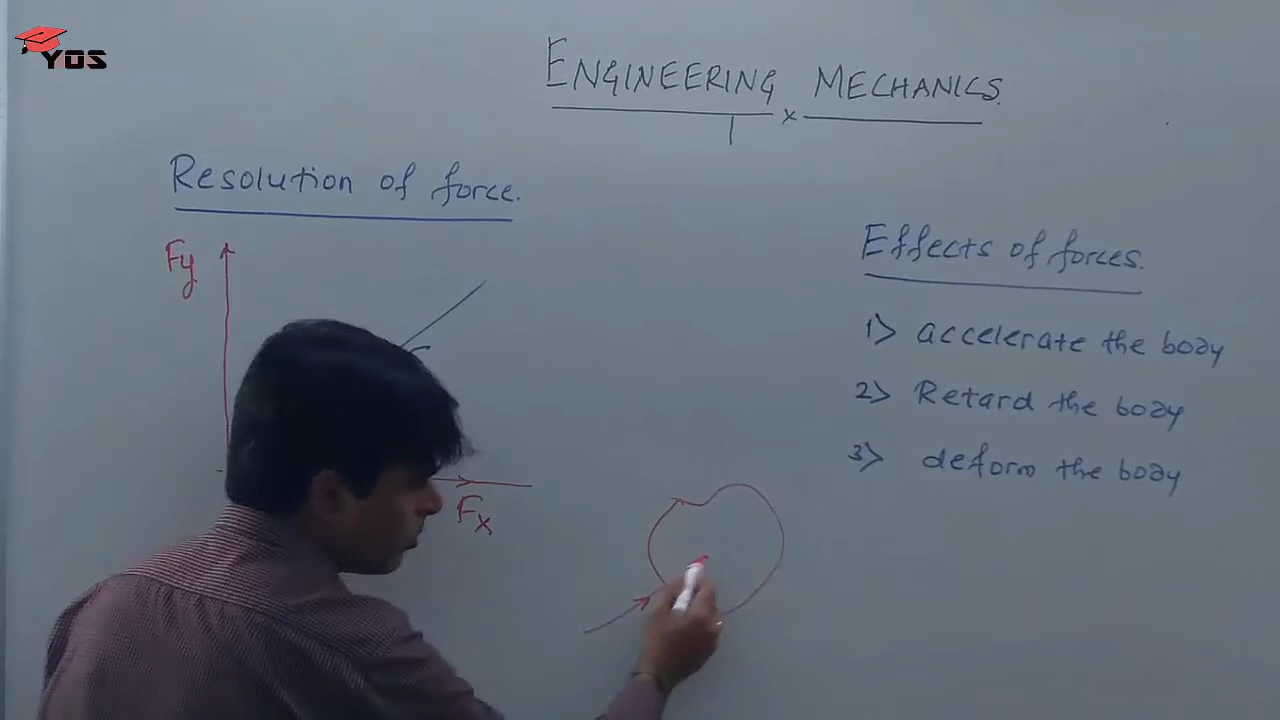 YOS
ENGINEERING MECHANICS.
x
Resolution of force.
Fy
Fx
Effects of forces.
1> accelerate the body
2> Retard the body
3> deform the body